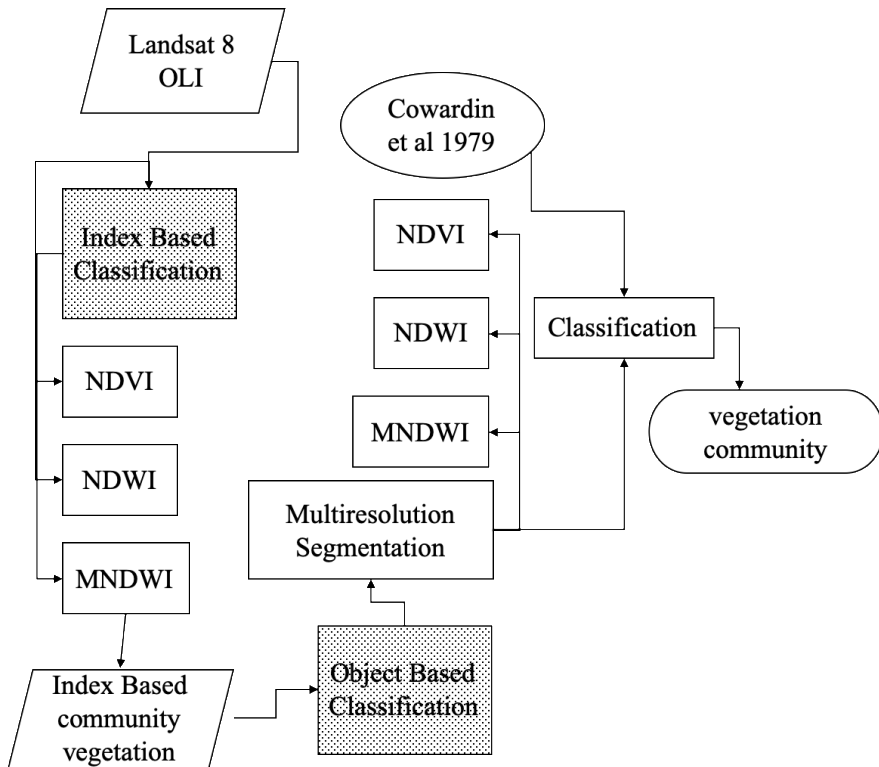 Landsat 8
OLI
Cowardin
et al 1979
Index Based
Classification
NDVI
NDWI
MNDWI
Index Based
community
vegetation
Object Based
Classification
Multiresolution
Segmentation
NDVI
NDWI
MNDWI
Classification
vegetation
community